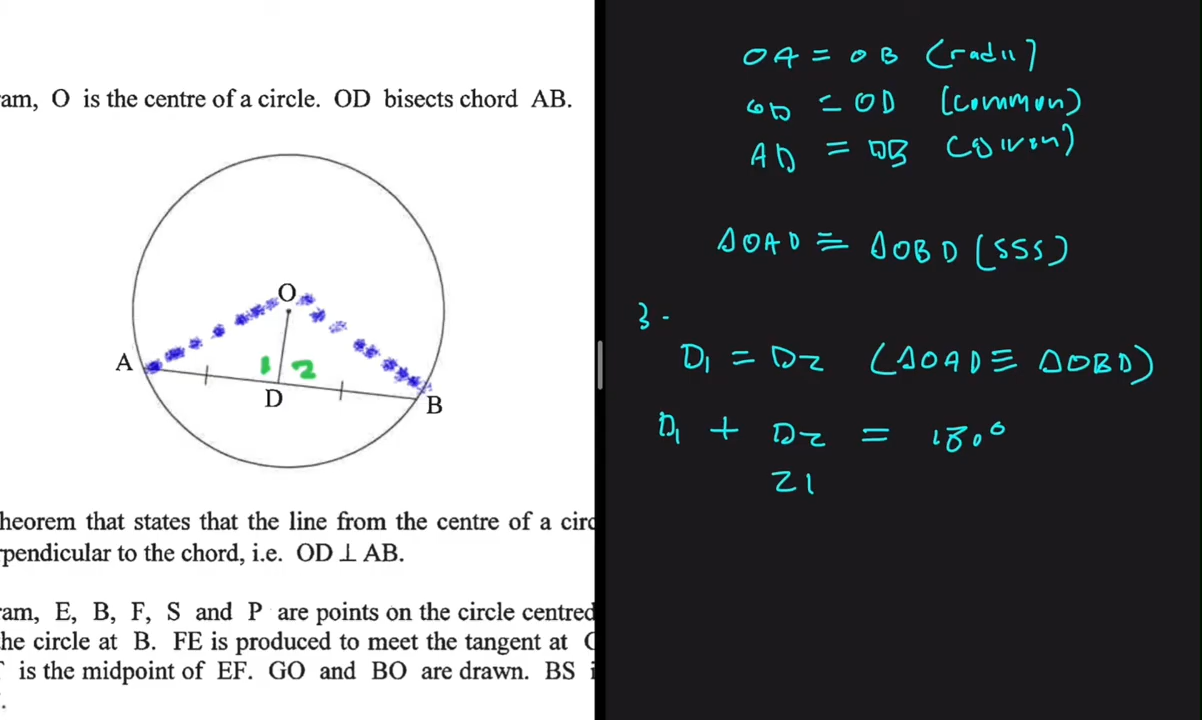 am, O is the centre of a circle. OD bisects chord AB.
O
A
1 2
D
B
heorem that states that the line from the centre of a circ
rpendicular to the chord, i.e. OD ⊥ AB.
am, E, B, F, S and P are points on the circle centred
he circle at B. FE is produced to meet the tangent at
is the midpoint of EF. GO and BO are drawn. BS
OA = OB (radii)
OD = OD (common)
AD = DB (Given)
ΔOAD ≡ ΔOBD (SSS)
3.
D₁ = D₂ (ΔOAD ≡ ΔOBD)
D₁ + D₂ = 180°